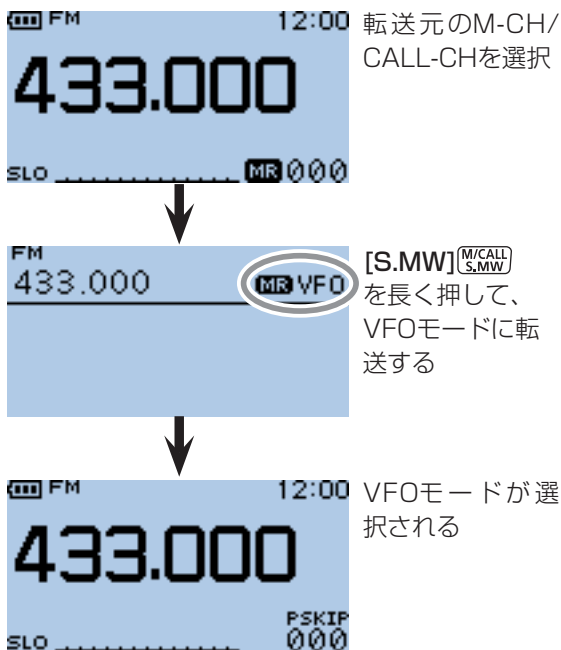 FM 12:00
433.000
SLO MR 000
転送元のM-CH/
CALL-CHを選択
FM
433.000 MR VFO
[S.MW] M/CALL S.MW
を長く押して、
VFOモードに転
送する
FM 12:00
433.000
PSKIP
SLO 000
VFOモードが選
択される